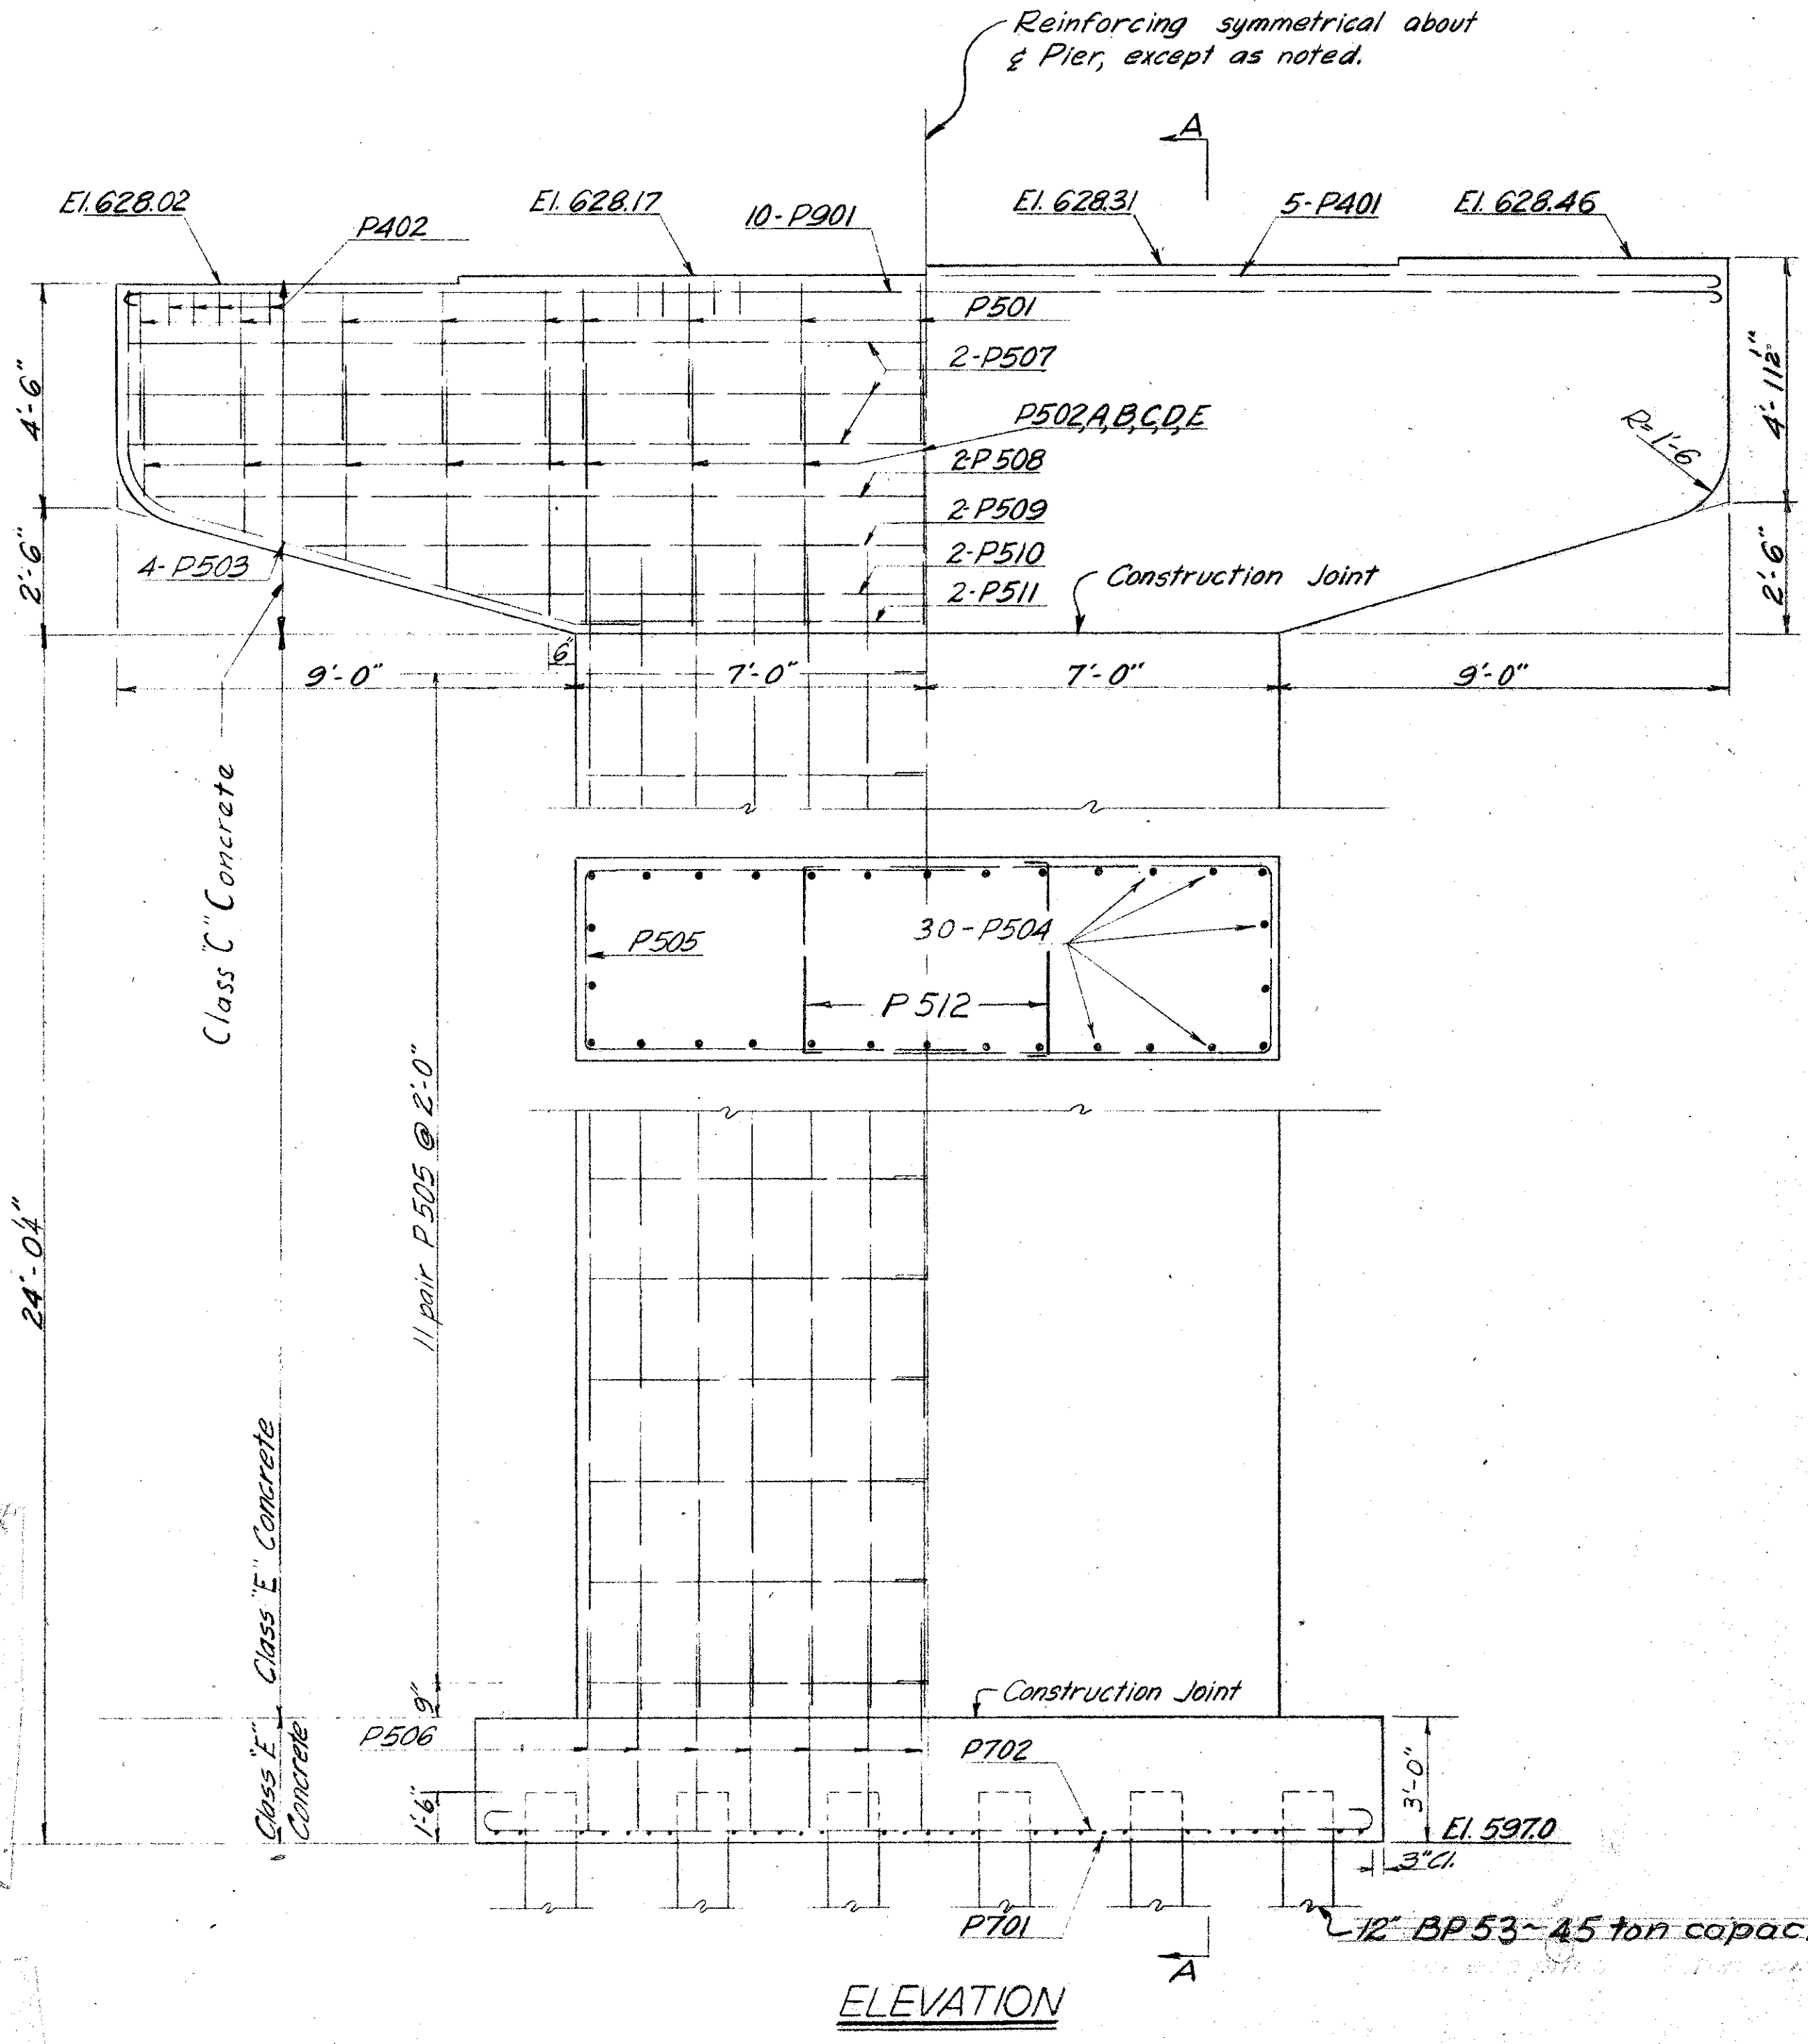 Reinforcing symmetrical about
℄ Pier, except as noted.
A
El. 628.02
P402
El. 628.17
10-P901
El. 628.31
5-P401
El. 628.46
P501
2-P507
P502,A,B,C,D,E
2-P508
2-P509
2-P510
2-P511
4-P503
Construction Joint
R=1'-6
4'-6"
2'-6"
4'-11½"
2'-6"
6"
9'-0"
7'-0"
7'-0"
9'-0"
Class "C" Concrete
P505
30-P504
P512
11 pair P505 @ 2'-0"
24'-0¼"
Class "E" Concrete
9"
Construction Joint
Class "E"
Concrete
P506
P702
1'-6"
3'-0"
El. 597.0
3" Cl.
P701
12" BP 53~45 ton capac
A
ELEVATION